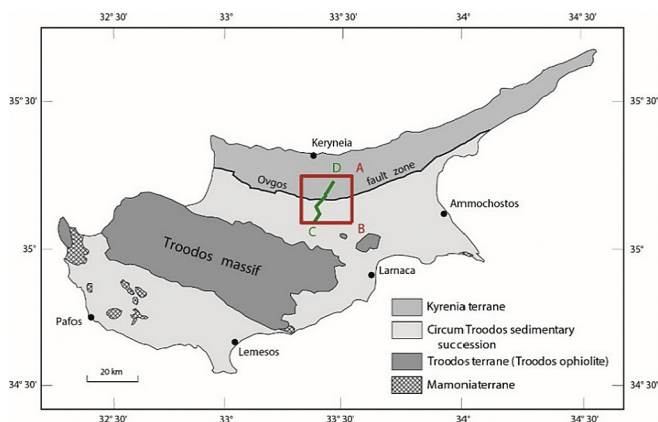 32° 30' 33° 33° 30' 34° 34° 30'
35° 30' 35° 30'
Keryneia
D A
Ovgos fault zone
Ammochostos
C B
35° 35°
Troodos massif
Larnaca
Pafos
Lemesos
Kyrenia terrane
Circum Troodos sedimentary
succession
Troodos terrane (Troodos ophiolite)
Mamoniaterrane
20 km
34° 30' 34° 30'
32° 30' 33° 33° 30' 34° 34° 30'